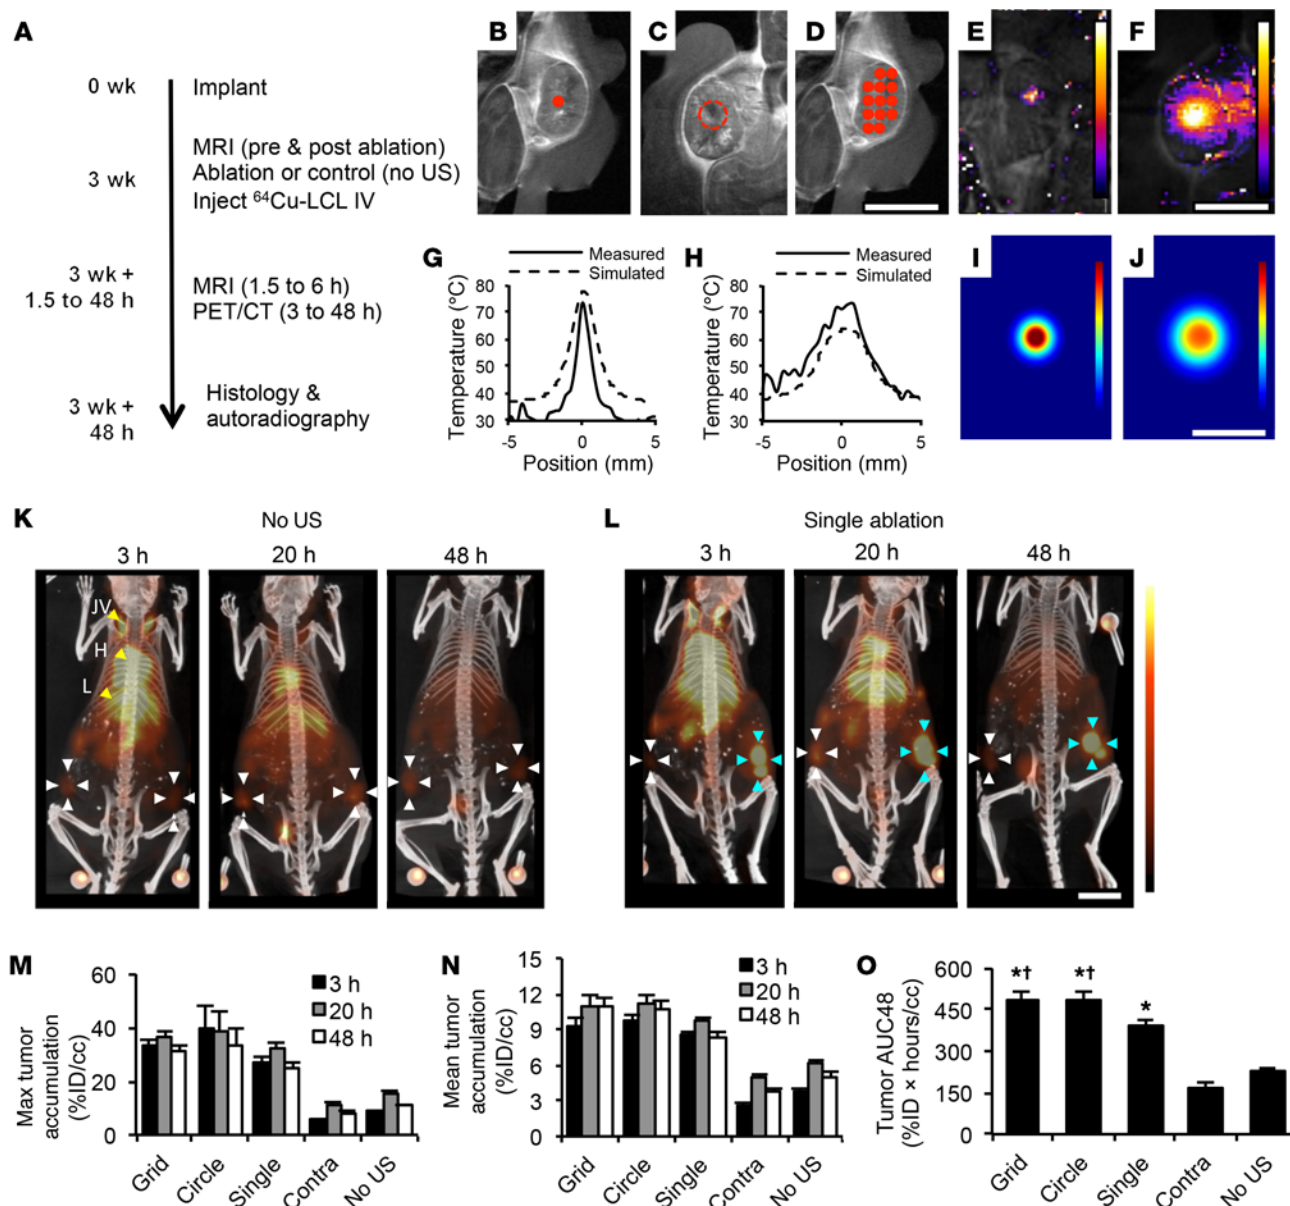 A
0 wk
Implant
3 wk
MRI (pre & post ablation)
Ablation or control (no US)
Inject ⁶⁴Cu-LCL IV
3 wk +
1.5 to 48 h
MRI (1.5 to 6 h)
PET/CT (3 to 48 h)
3 wk +
48 h
Histology &
autoradiography
B
C
D
E
F
G
Measured
Simulated
Temperature (°C)
80
70
60
50
40
30
-5
0
5
Position (mm)
H
Measured
Simulated
Temperature (°C)
80
70
60
50
40
30
-5
0
5
Position (mm)
I
J
K
No US
3 h
20 h
48 h
JV
H
L
L
Single ablation
3 h
20 h
48 h
M
Max tumor
accumulation
(%ID/cc)
60
40
20
0
3 h
20 h
48 h
Grid
Circle
Single
Contra
No US
N
Mean tumor
accumulation
(%ID/cc)
15
12
9
6
3
0
3 h
20 h
48 h
Grid
Circle
Single
Contra
No US
O
Tumor AUC48
(%ID × hours/cc)
600
450
300
150
0
*†
*†
*
Grid
Circle
Single
Contra
No US